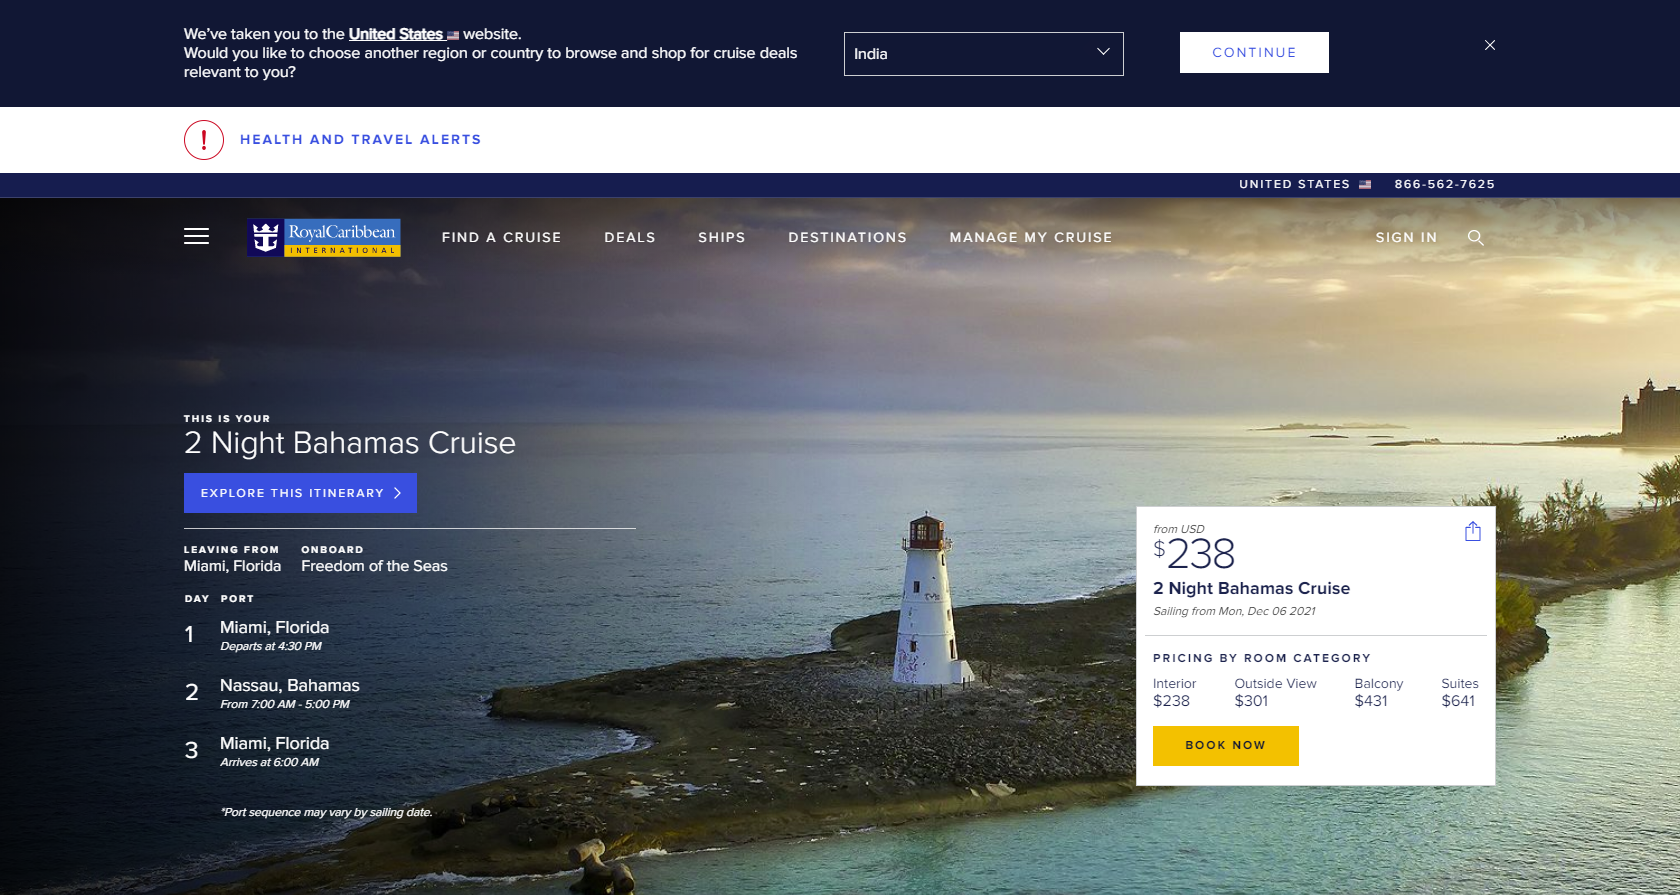 We've taken you to the United States website.
Would you like to choose another region or country to browse and shop for cruise deals
relevant to you?
India
CONTINUE
HEALTH AND TRAVEL ALERTS
UNITED STATES 866-562-7625
RoyalCaribbean
INTERNATIONAL
FIND A CRUISE DEALS SHIPS DESTINATIONS MANAGE MY CRUISE SIGN IN
THIS IS YOUR
2 Night Bahamas Cruise
EXPLORE THIS ITINERARY
LEAVING FROM ONBOARD
Miami, Florida Freedom of the Seas
DAY PORT
1 Miami, Florida
Departs at 4:30 PM
2 Nassau, Bahamas
From 7:00 AM - 5:00 PM
3 Miami, Florida
Arrives at 6:00 AM
*Port sequence may vary by sailing date.
from USD
$238
2 Night Bahamas Cruise
Sailing from Mon, Dec 06 2021
PRICING BY ROOM CATEGORY
Interior Outside View Balcony Suites
$238 $301 $431 $641
BOOK NOW